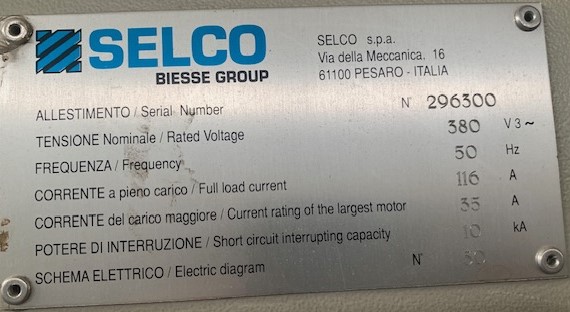 SELCO
BIESSE GROUP
SELCO s.p.a.
Via della Meccanica, 16
61100 PESARO - ITALIA
ALLESTIMENTO / Serial Number N° 296300
TENSIONE Nominale / Rated Voltage 380 V 3 ~
FREQUENZA / Frequency 50 Hz
CORRENTE a pieno carico / Full load current 116 A
CORRENTE del carico maggiore / Current rating of the largest motor 35 A
POTERE DI INTERRUZIONE / Short circuit interrupting capacity 10 kA
SCHEMA ELETTRICO / Electric diagram N°